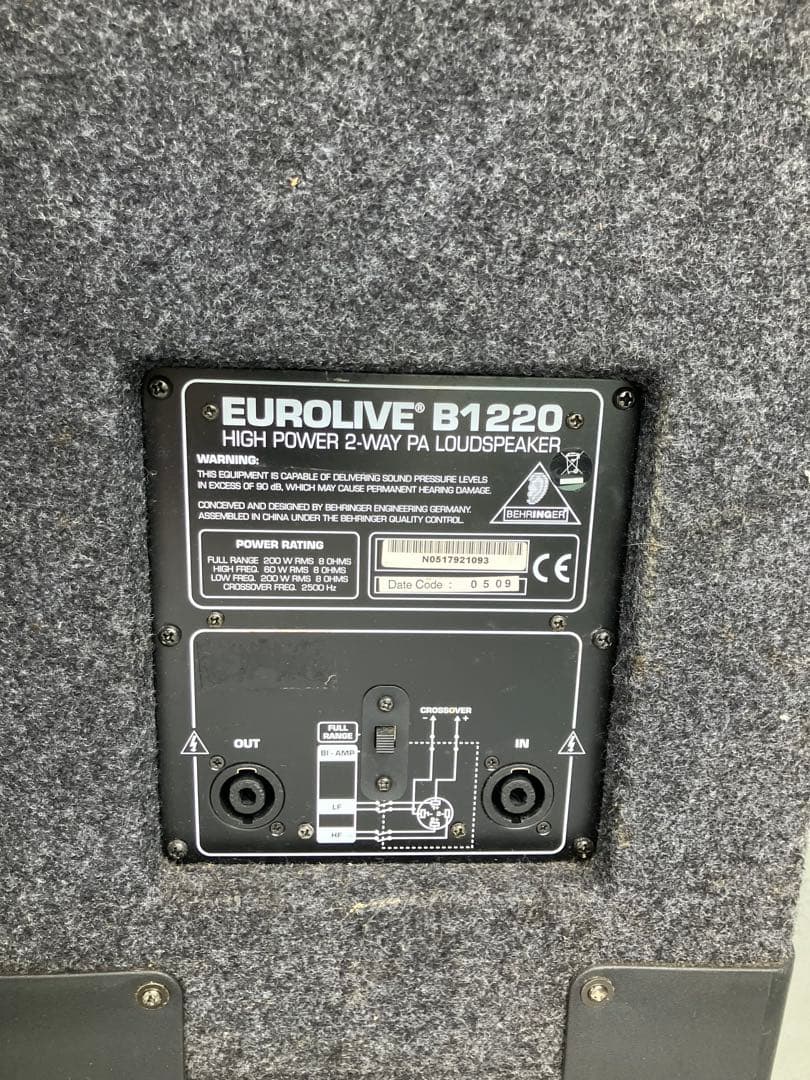 EUROLIVE® B1220
HIGH POWER 2-WAY PA LOUDSPEAKER
WARNING:
THIS EQUIPMENT IS CAPABLE OF DELIVERING SOUND PRESSURE LEVELS
IN EXCESS OF 90 dB, WHICH MAY CAUSE PERMANENT HEARING DAMAGE.
CONCEIVED AND DESIGNED BY BEHRINGER ENGINEERING GERMANY.
ASSEMBLED IN CHINA UNDER THE BEHRINGER QUALITY CONTROL.
BEHRINGER
POWER RATING
FULL RANGE 200 W RMS 8 OHMS
HIGH FREQ. 60 W RMS 8 OHMS
LOW FREQ. 200 W RMS 8 OHMS
CROSSOVER FREQ. 2500 Hz
N0517921093
Date Code : 0509
CE
CROSSOVER
- +
FULL
RANGE
BI-AMP
OUT
IN
LF
HF